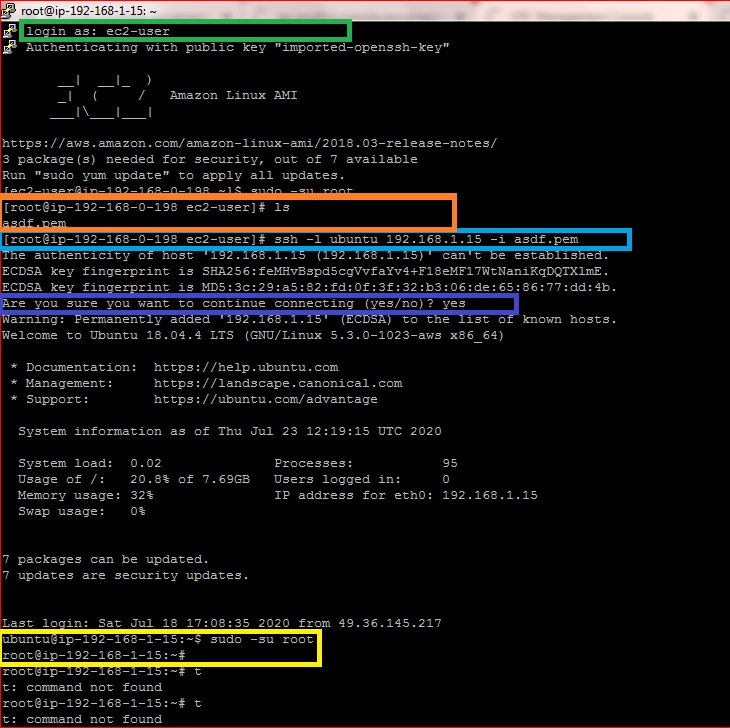 root@ip-192-168-1-15: ~
login as: ec2-user
Authenticating with public key "imported-openssh-key"
__|  __|_  )
_|  (     /   Amazon Linux AMI
___|\___|___|
https://aws.amazon.com/amazon-linux-ami/2018.03-release-notes/
3 package(s) needed for security, out of 7 available
Run "sudo yum update" to apply all updates.
[ec2-user@ip-192-168-0-198 ~]$ sudo -su root
[root@ip-192-168-0-198 ec2-user]# ls
asdf.pem
[root@ip-192-168-0-198 ec2-user]# ssh -l ubuntu 192.168.1.15 -i asdf.pem
The authenticity of host '192.168.1.15 (192.168.1.15)' can't be established.
ECDSA key fingerprint is SHA256:feMHvBspd5cgVvfaYv4+F18eMF17WtNaniKqDQTXlmE.
ECDSA key fingerprint is MD5:3c:29:a5:82:fd:0f:3f:32:b3:06:de:65:86:77:dd:4b.
Are you sure you want to continue connecting (yes/no)? yes
Warning: Permanently added '192.168.1.15' (ECDSA) to the list of known hosts.
Welcome to Ubuntu 18.04.4 LTS (GNU/Linux 5.3.0-1023-aws x86_64)
* Documentation:  https://help.ubuntu.com
* Management:     https://landscape.canonical.com
* Support:        https://ubuntu.com/advantage
System information as of Thu Jul 23 12:19:15 UTC 2020
System load:  0.02              Processes:           95
Usage of /:   20.8% of 7.69GB   Users logged in:     0
Memory usage: 32%               IP address for eth0: 192.168.1.15
Swap usage:   0%
7 packages can be updated.
7 updates are security updates.
Last login: Sat Jul 18 17:08:35 2020 from 49.36.145.217
ubuntu@ip-192-168-1-15:~$ sudo -su root
root@ip-192-168-1-15:~#
root@ip-192-168-1-15:~# t
t: command not found
root@ip-192-168-1-15:~# t
t: command not found